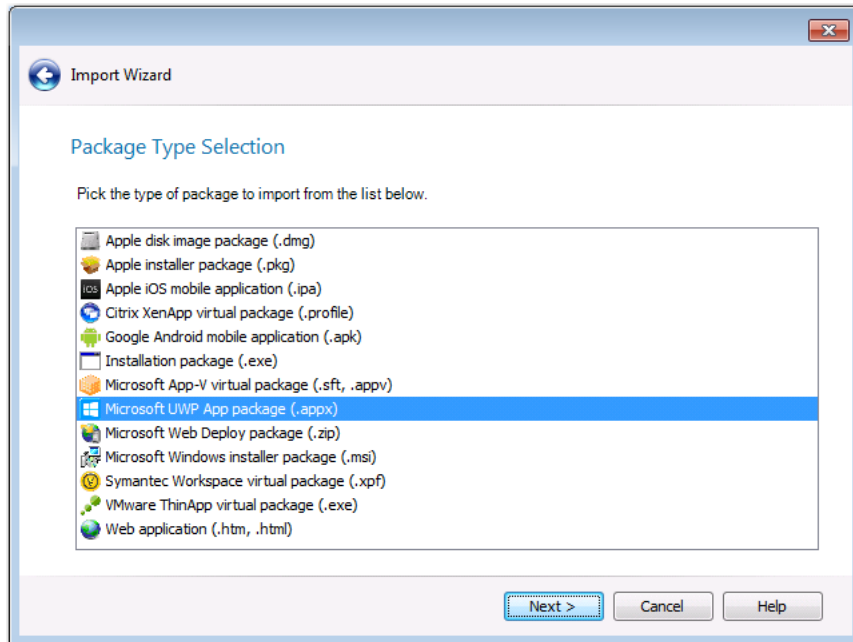 Import Wizard
Package Type Selection
Pick the type of package to import from the list below.
Apple disk image package (.dmg)
Apple installer package (.pkg)
iOS Apple iOS mobile application (.ipa)
Citrix XenApp virtual package (.profile)
Google Android mobile application (.apk)
Installation package (.exe)
Microsoft App-V virtual package (.sft, .appv)
Microsoft UWP App package (.appx)
Microsoft Web Deploy package (.zip)
Microsoft Windows installer package (.msi)
Symantec Workspace virtual package (.xpf)
VMware ThinApp virtual package (.exe)
Web application (.htm, .html)
Next > Cancel Help